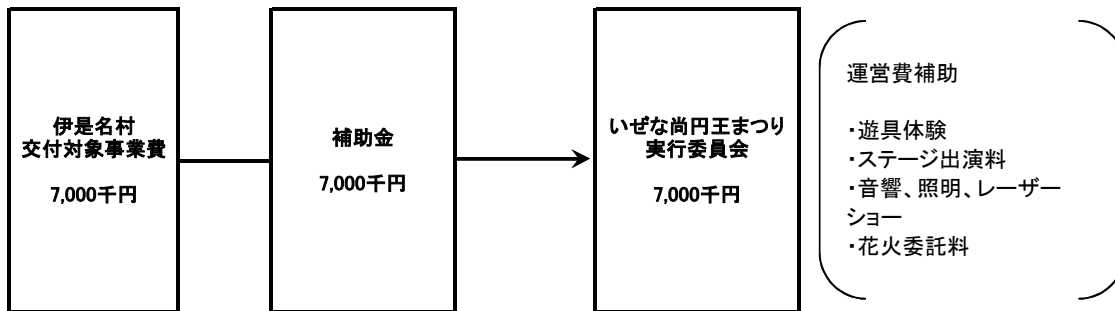 伊是名村
交付対象事業費
7,000千円
補助金
7,000千円
いぜな尚円王まつり
実行委員会
7,000千円
運営費補助
・遊具体験
・ステージ出演料
・音響、照明、レーザー
ショー
・花火委託料